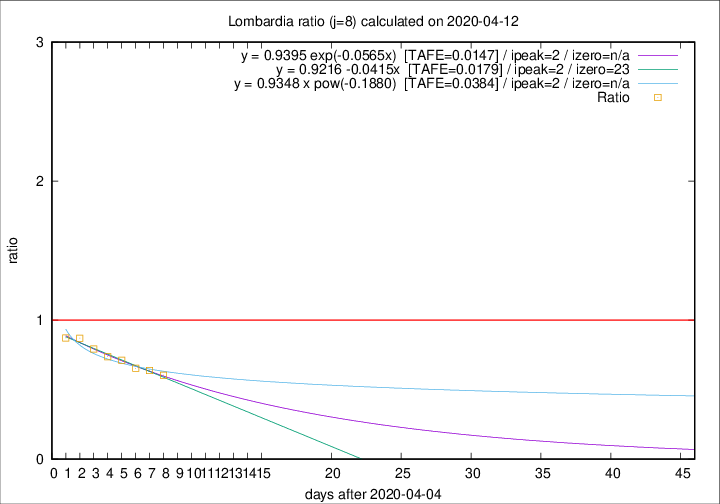 Lombardia ratio (j=8) calculated on 2020-04-12
y = 0.9395 exp(-0.0565x) [TAFE=0.0147] / ipeak=2 / izero=n/a
y = 0.9216 -0.0415x [TAFE=0.0179] / ipeak=2 / izero=23
y = 0.9348 x pow(-0.1880) [TAFE=0.0384] / ipeak=2 / izero=n/a
Ratio
3
2
1
0
ratio
0 1 2 3 4 5 6 7 8 9 10 11 12 13 14 15 20 25 30 35 40 45
days after 2020-04-04